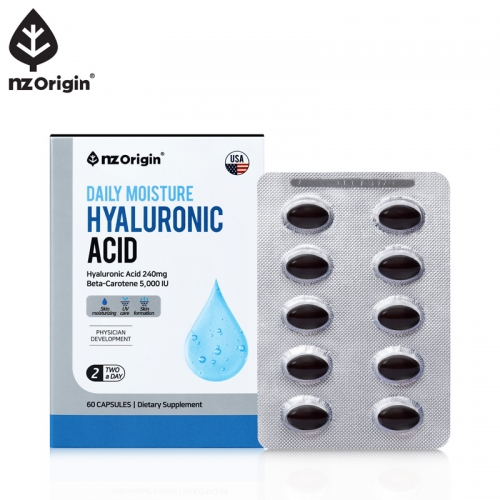 nzOrigin®
nzOrigin®
USA
DAILY MOISTURE
HYALURONIC
ACID
Hyaluronic Acid 240mg
Beta-Carotene 5,000 IU
Skin moisturizing
UV care
Skin formation
PHYSICIAN
DEVELOPMENT
2 TWO a DAY
60 CAPSULES | Dietary Supplement